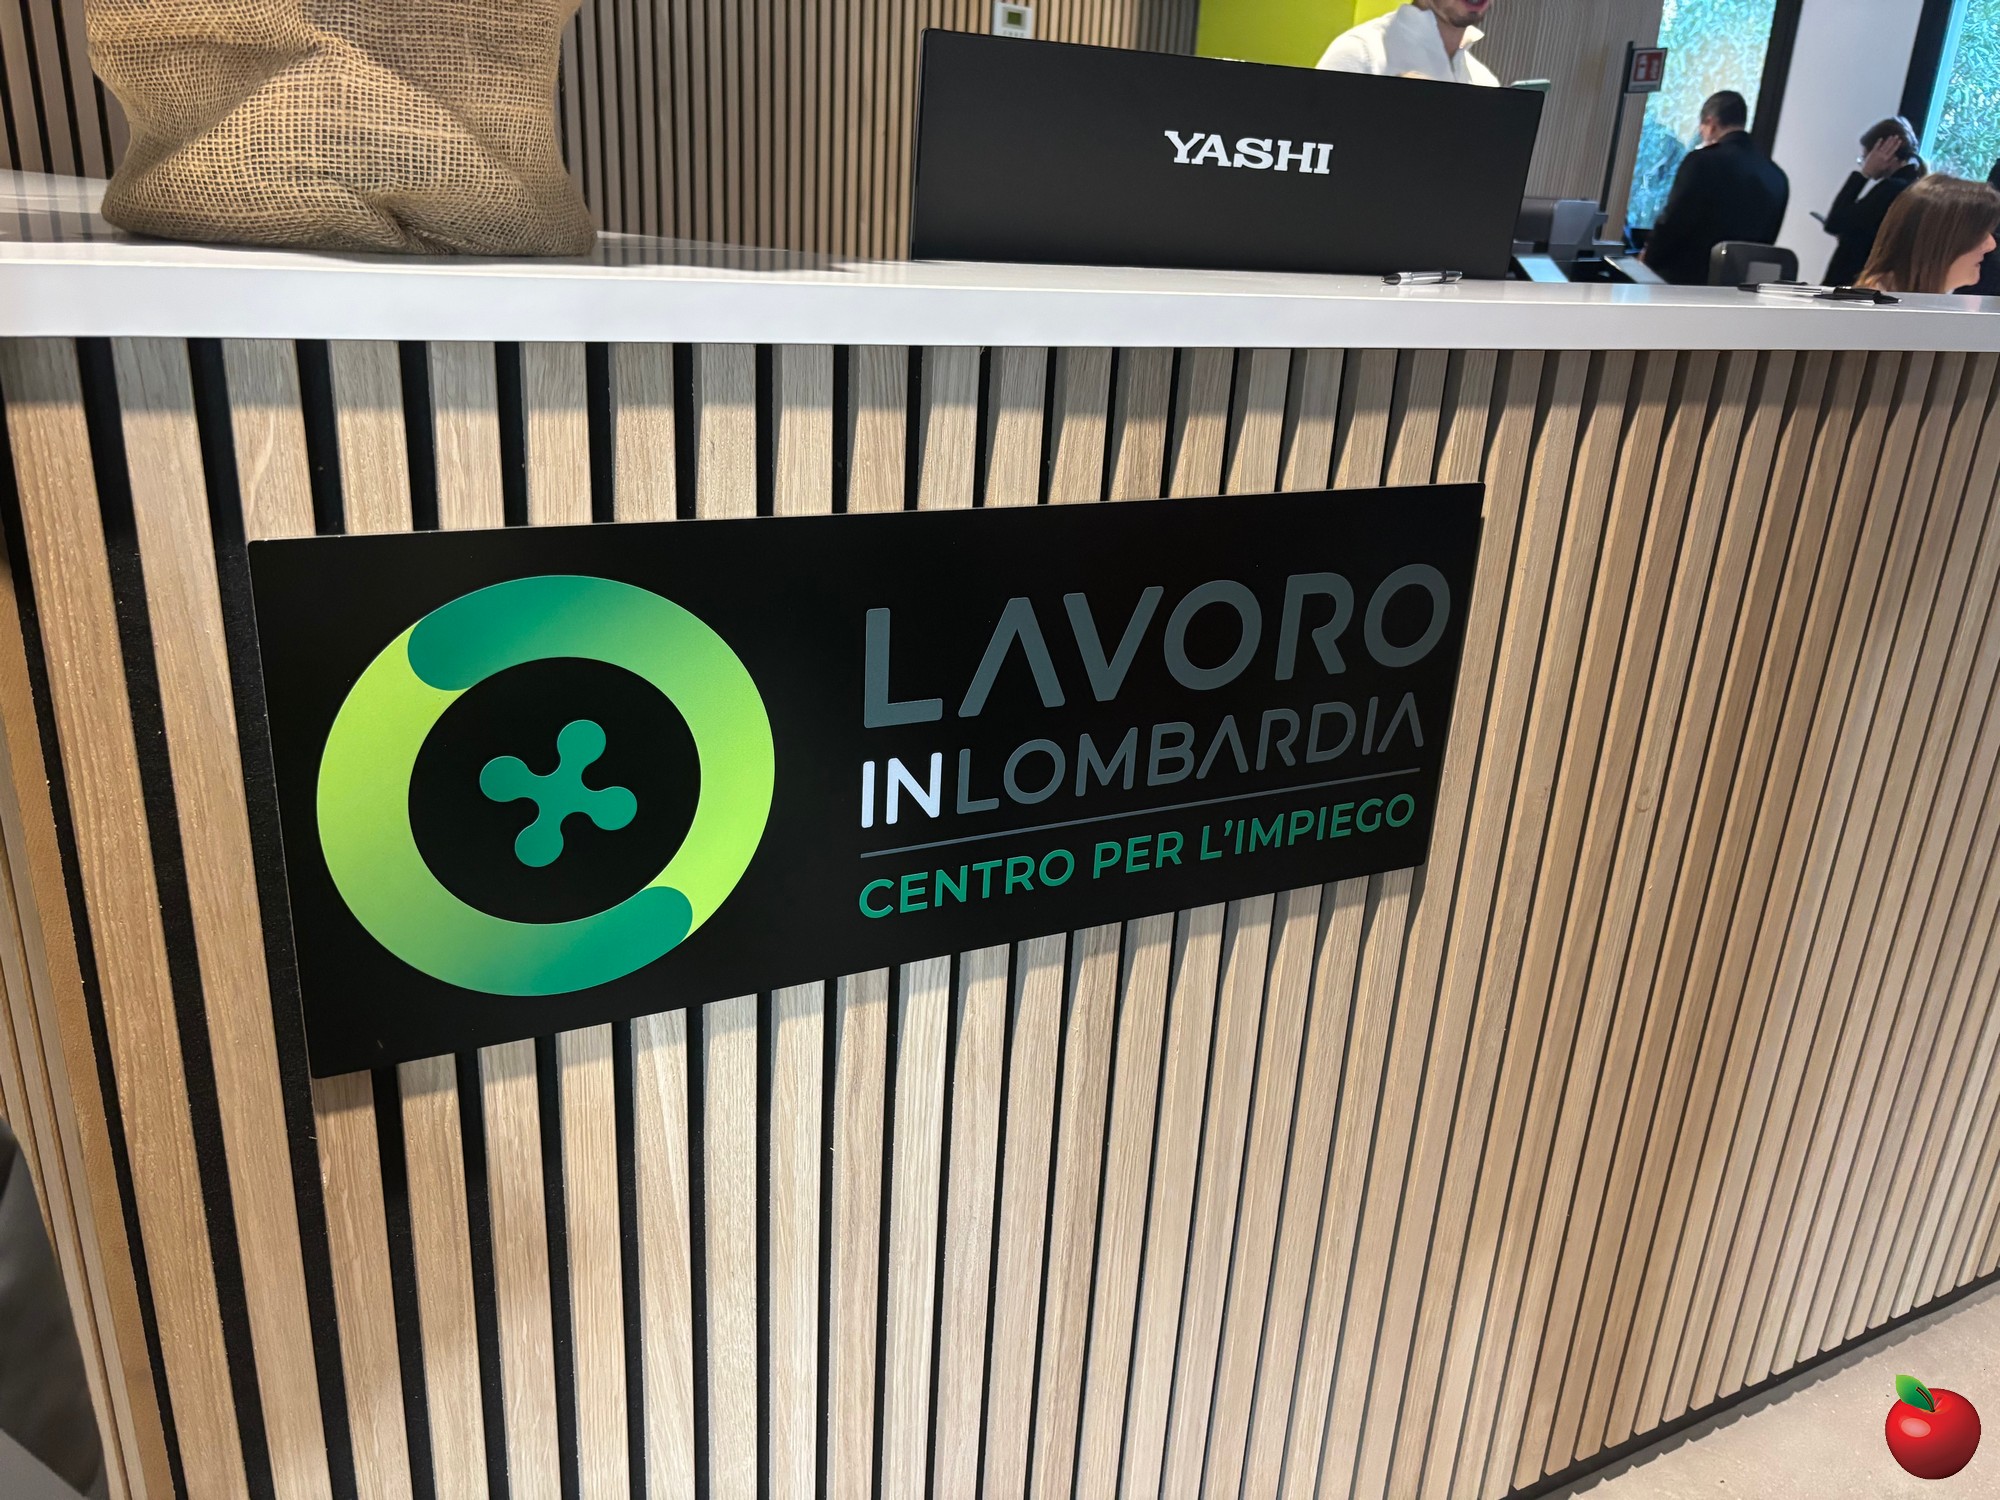 YASHI
LAVORO
INLOMBARDIA
CENTRO PER L'IMPIEGO